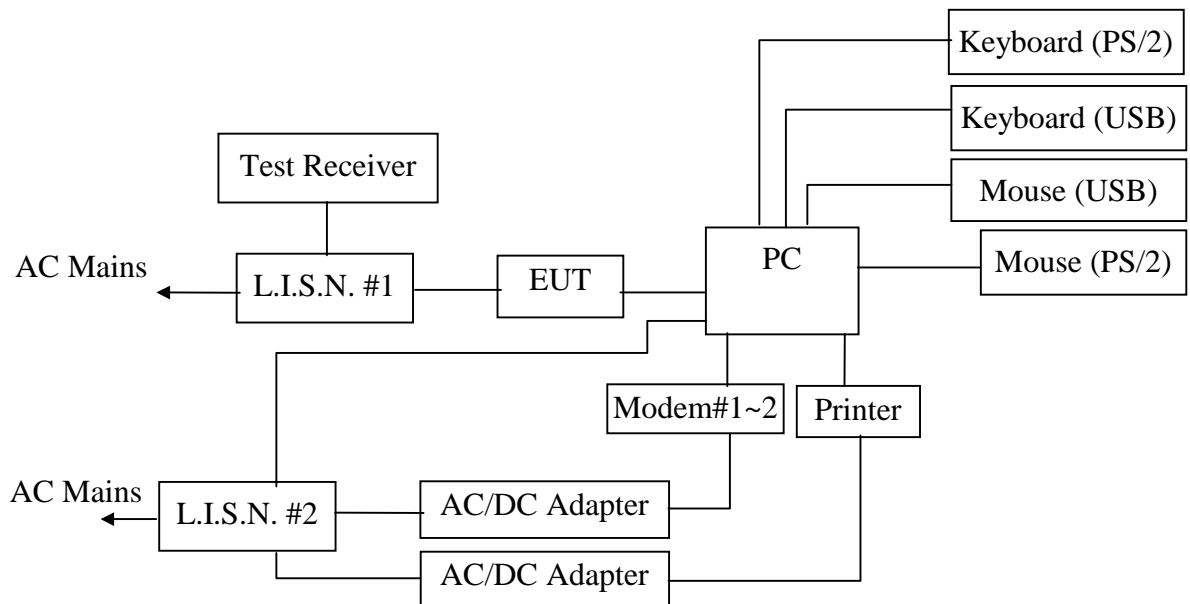 Keyboard (PS/2)
Keyboard (USB)
Test Receiver
Mouse (USB)
PC
Mouse (PS/2)
AC Mains
L.I.S.N. #1
EUT
Modem#1~2
Printer
AC Mains
L.I.S.N. #2
AC/DC Adapter
AC/DC Adapter